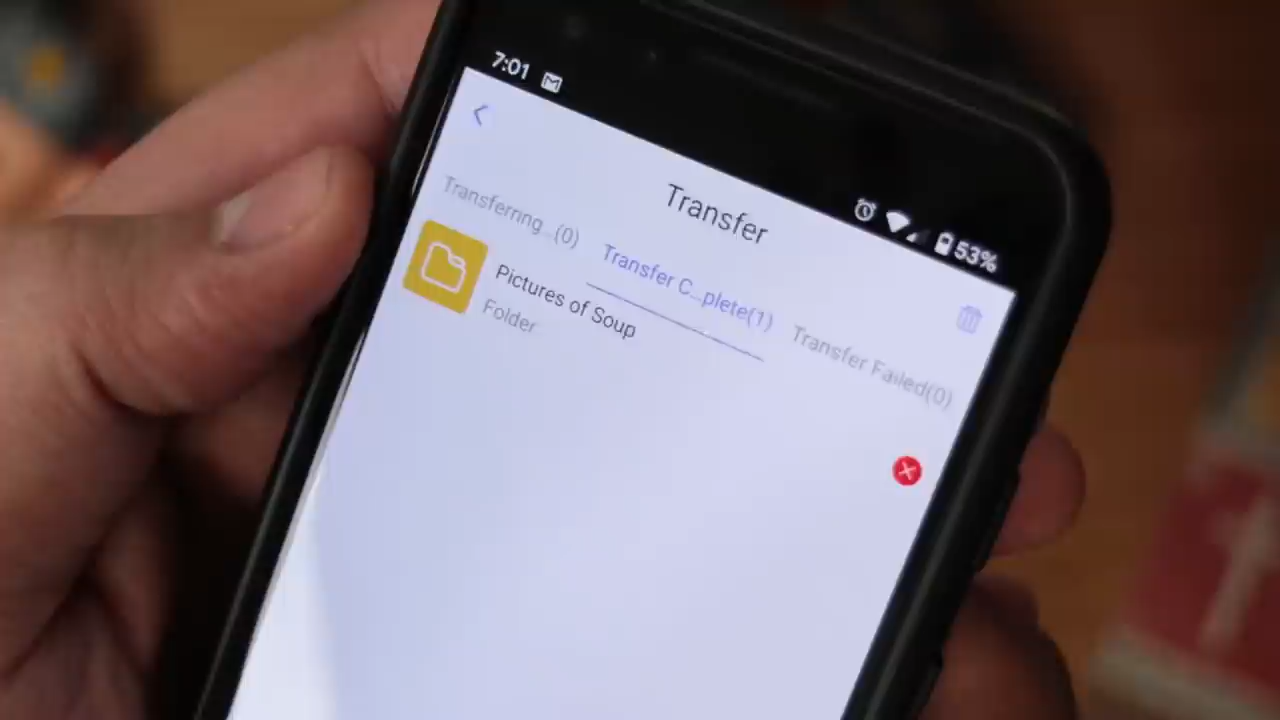 7:01
53%
Transfer
Transferring...(0)
Transfer C...plete(1)
Transfer Failed(0)
Pictures of Soup
Folder